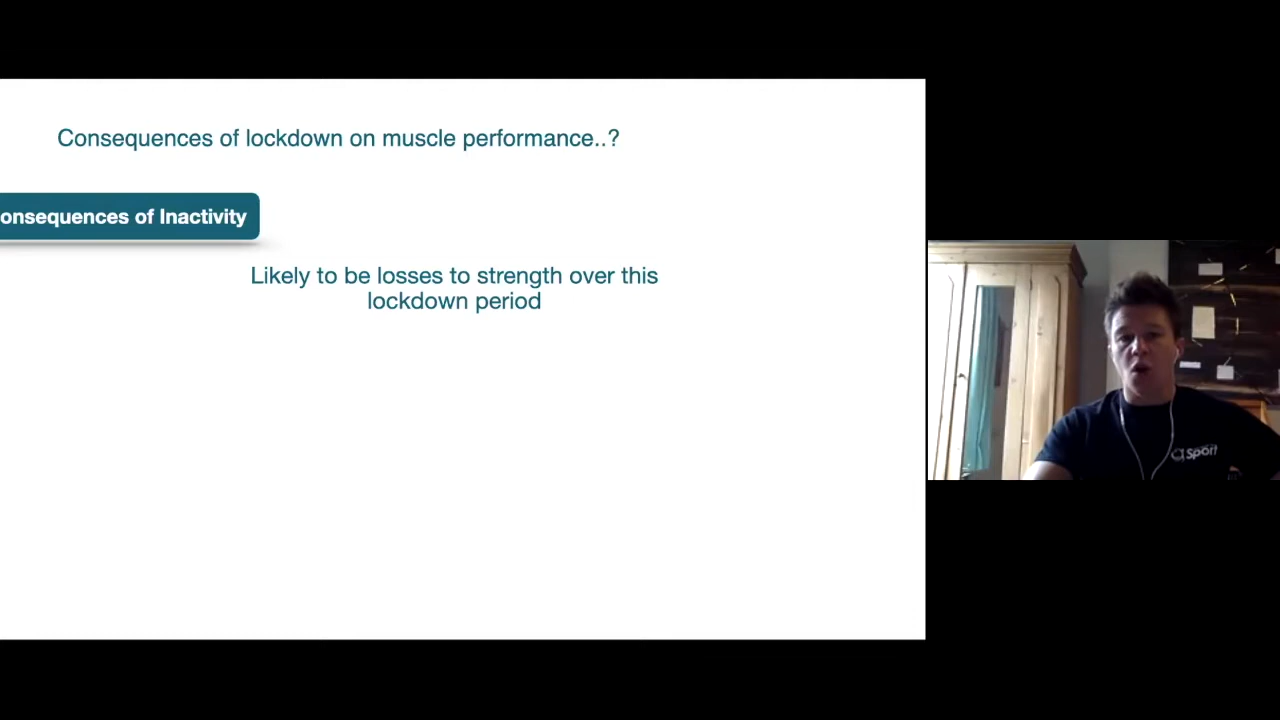 Consequences of lockdown on muscle performance..?
onsequences of Inactivity
Likely to be losses to strength over this
lockdown period
Sport